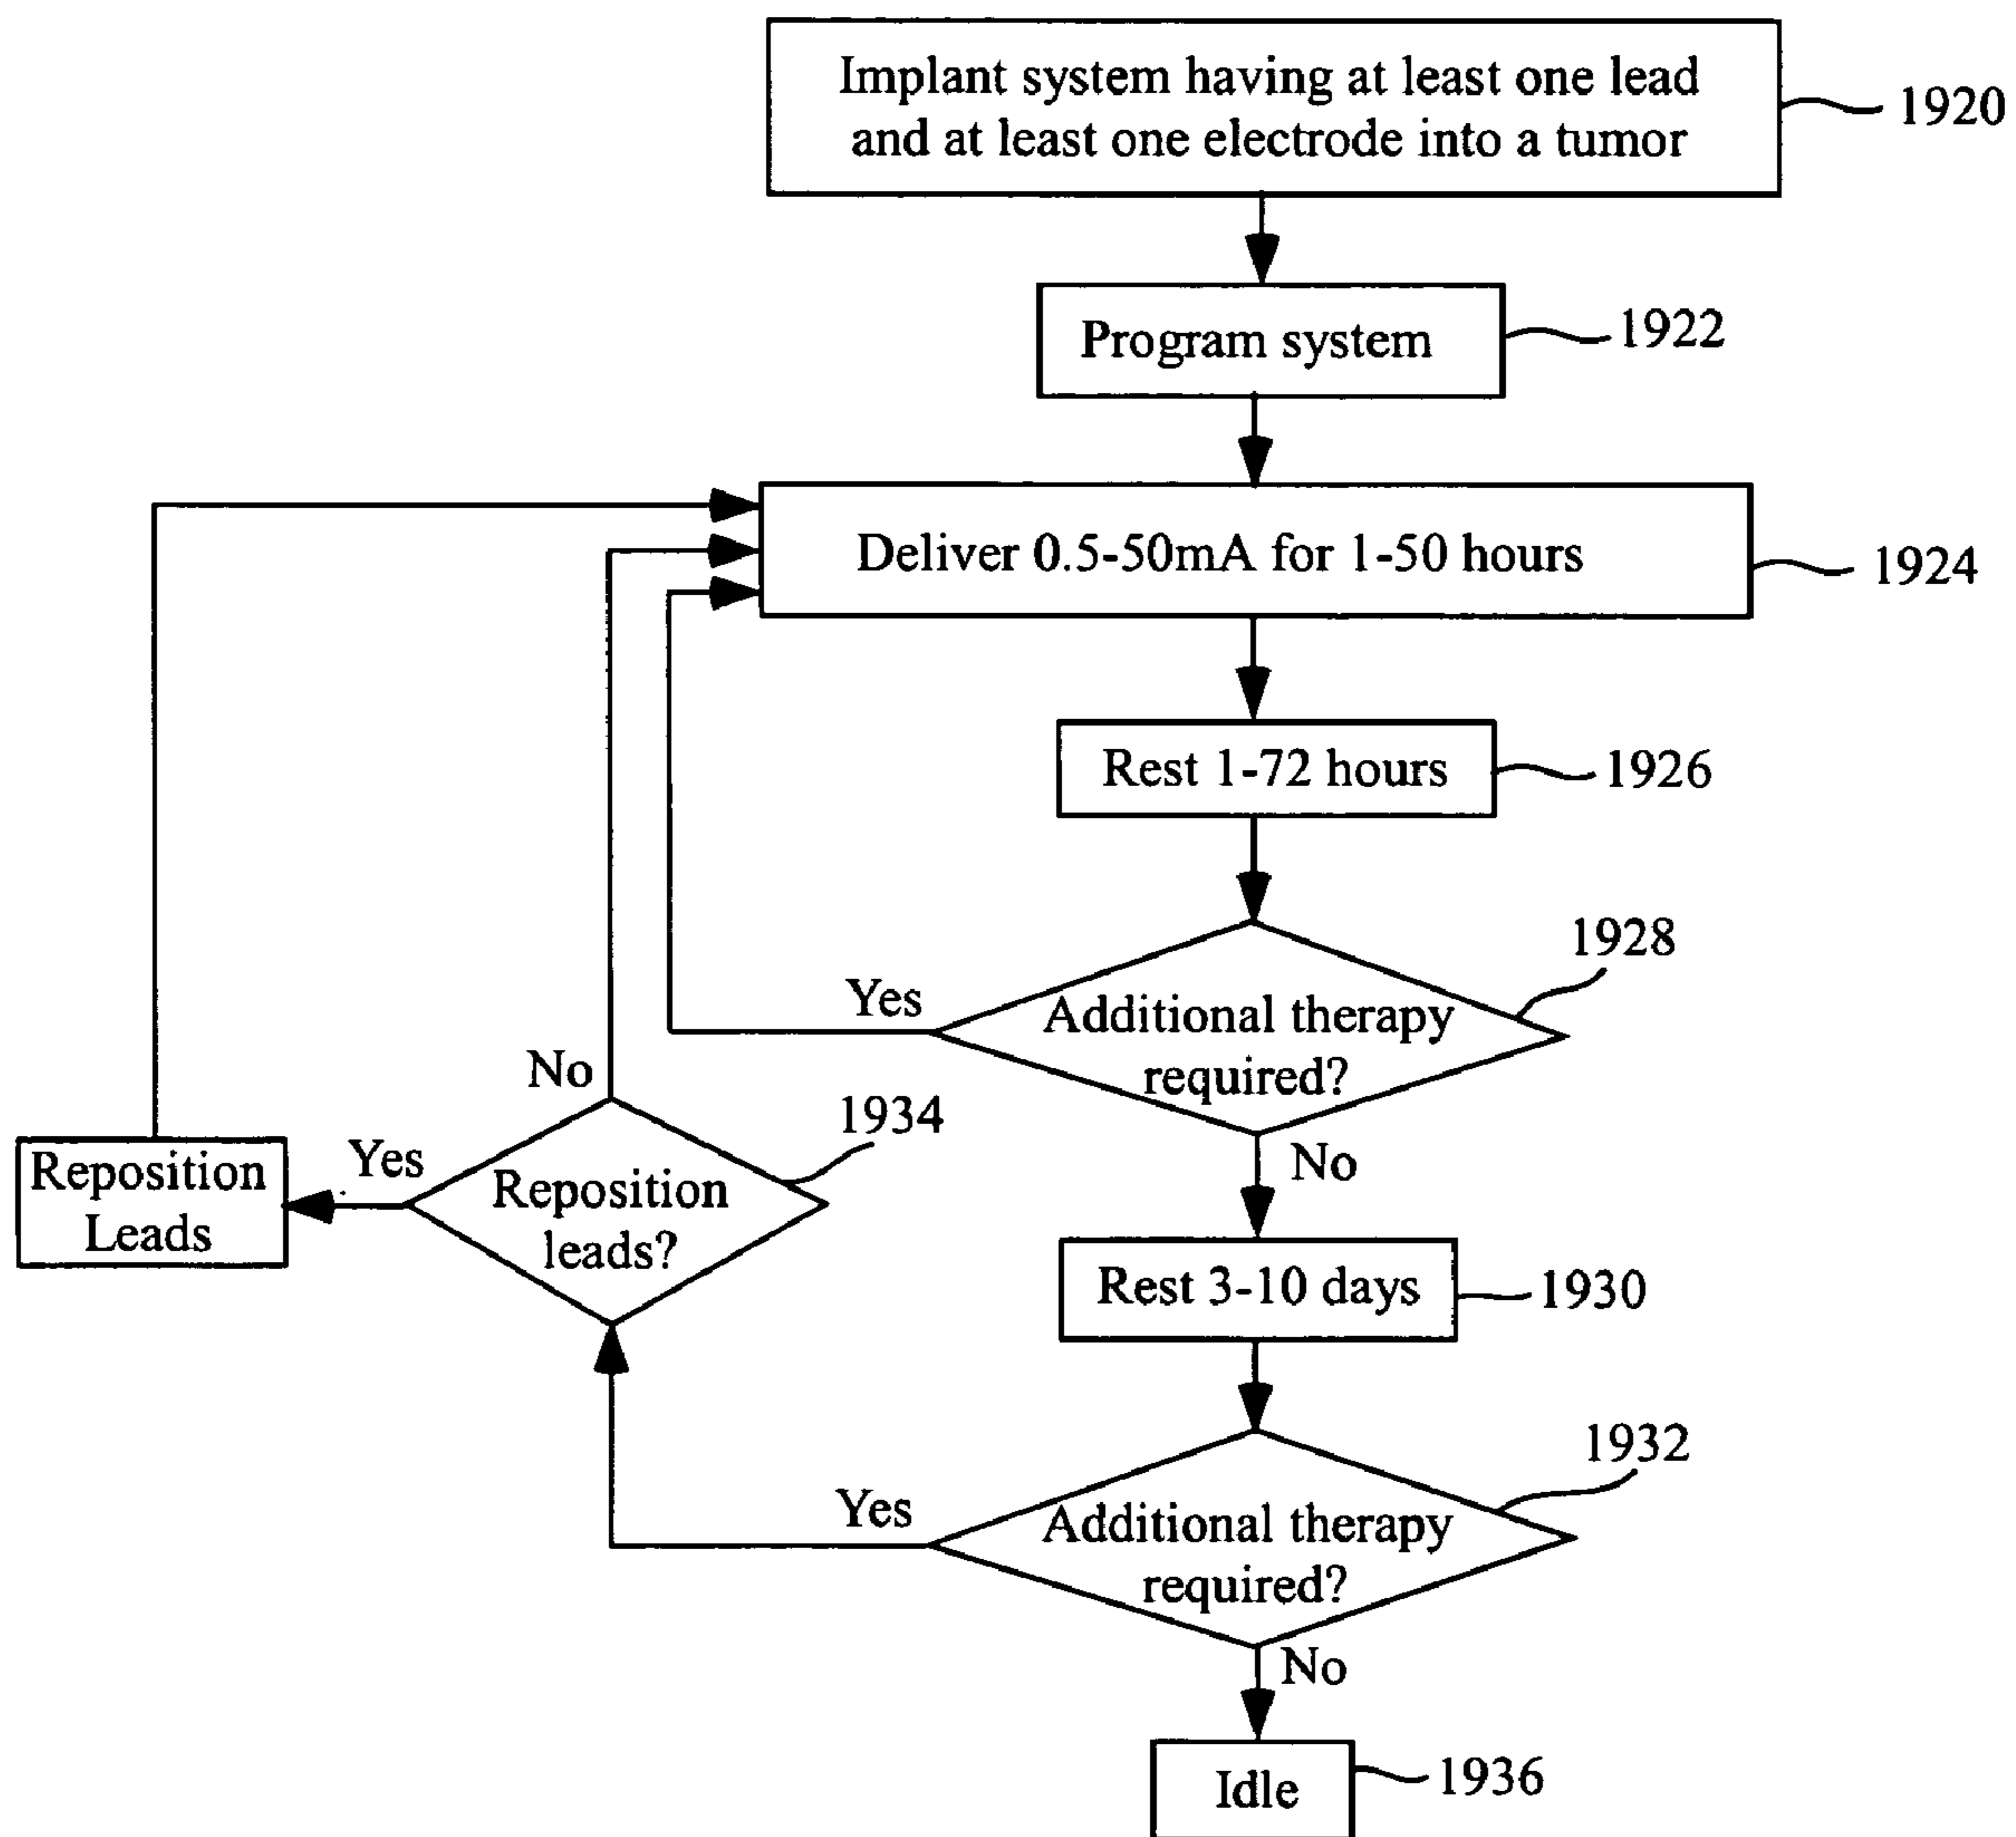 Implant system having at least one lead
and at least one electrode into a tumor
1920
Program system
1922
Deliver 0.5-50mA for 1-50 hours
1924
Rest 1-72 hours
1926
1928
Yes
Additional therapy
required?
No
No
1934
Reposition
Leads
Yes
Reposition
leads?
Rest 3-10 days
1930
1932
Yes
Additional therapy
required?
No
Idle
1936